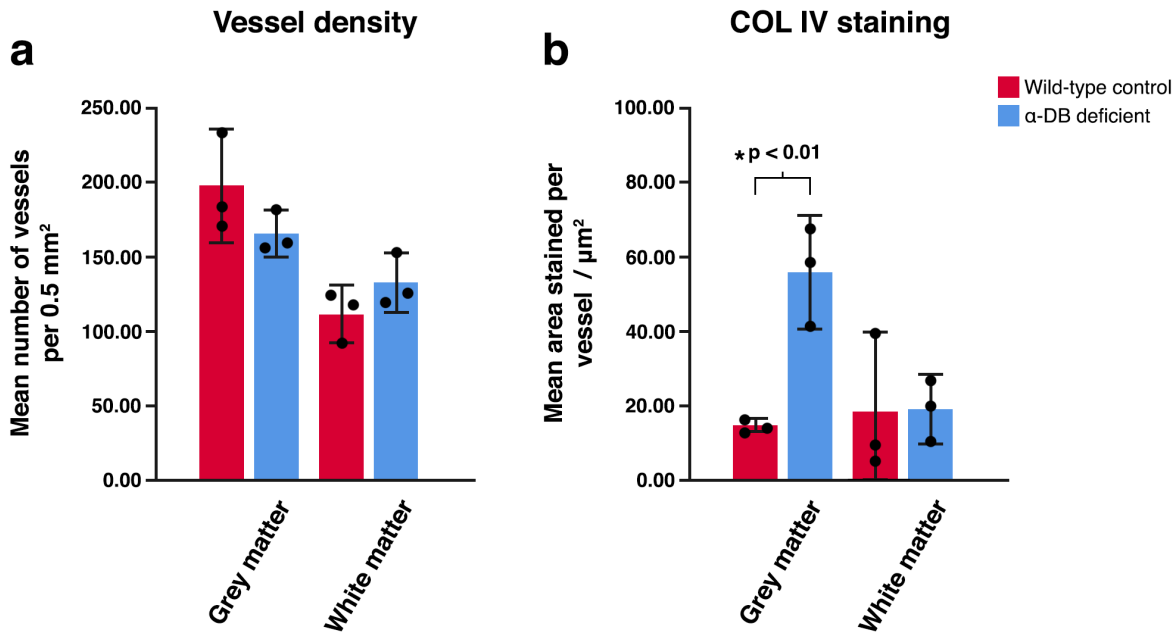 a
Vessel density
Mean number of vessels
per 0.5 mm²
250.00
200.00
150.00
100.00
50.00
0.00
Grey matter
White matter
b
COL IV staining
Mean area stained per
vessel / µm²
100.00
80.00
60.00
40.00
20.00
0.00
*p < 0.01
Grey matter
White matter
Wild-type control
α-DB deficient